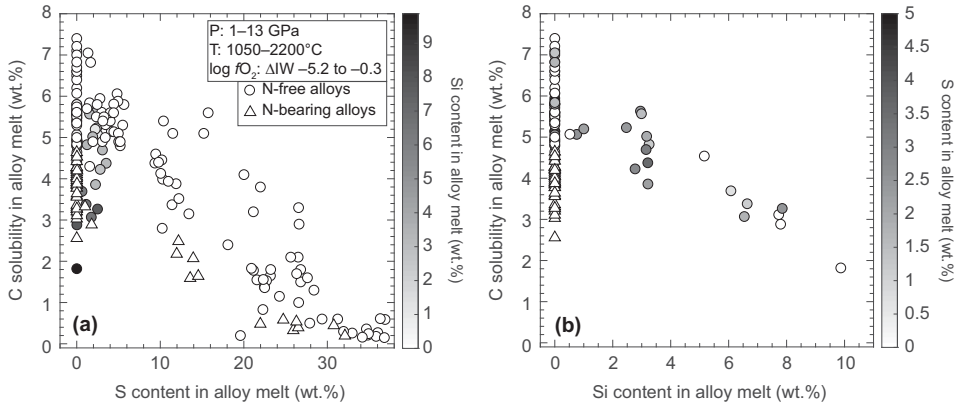 8
7
6
5
4
3
2
1
0
C solubility in alloy melt (wt.%)
P: 1–13 GPa
T: 1050–2200°C
log fO2: ΔIW –5.2 to –0.3
N-free alloys
N-bearing alloys
(a)
0 10 20 30
S content in alloy melt (wt.%)
9
8
7
6
5
4
3
2
1
0
Si content in alloy melt (wt.%)
8
7
6
5
4
3
2
1
0
C solubility in alloy melt (wt.%)
(b)
0 2 4 6 8 10
Si content in alloy melt (wt.%)
5
4.5
4
3.5
3
2.5
2
1.5
1
0.5
0
S content in alloy melt (wt.%)